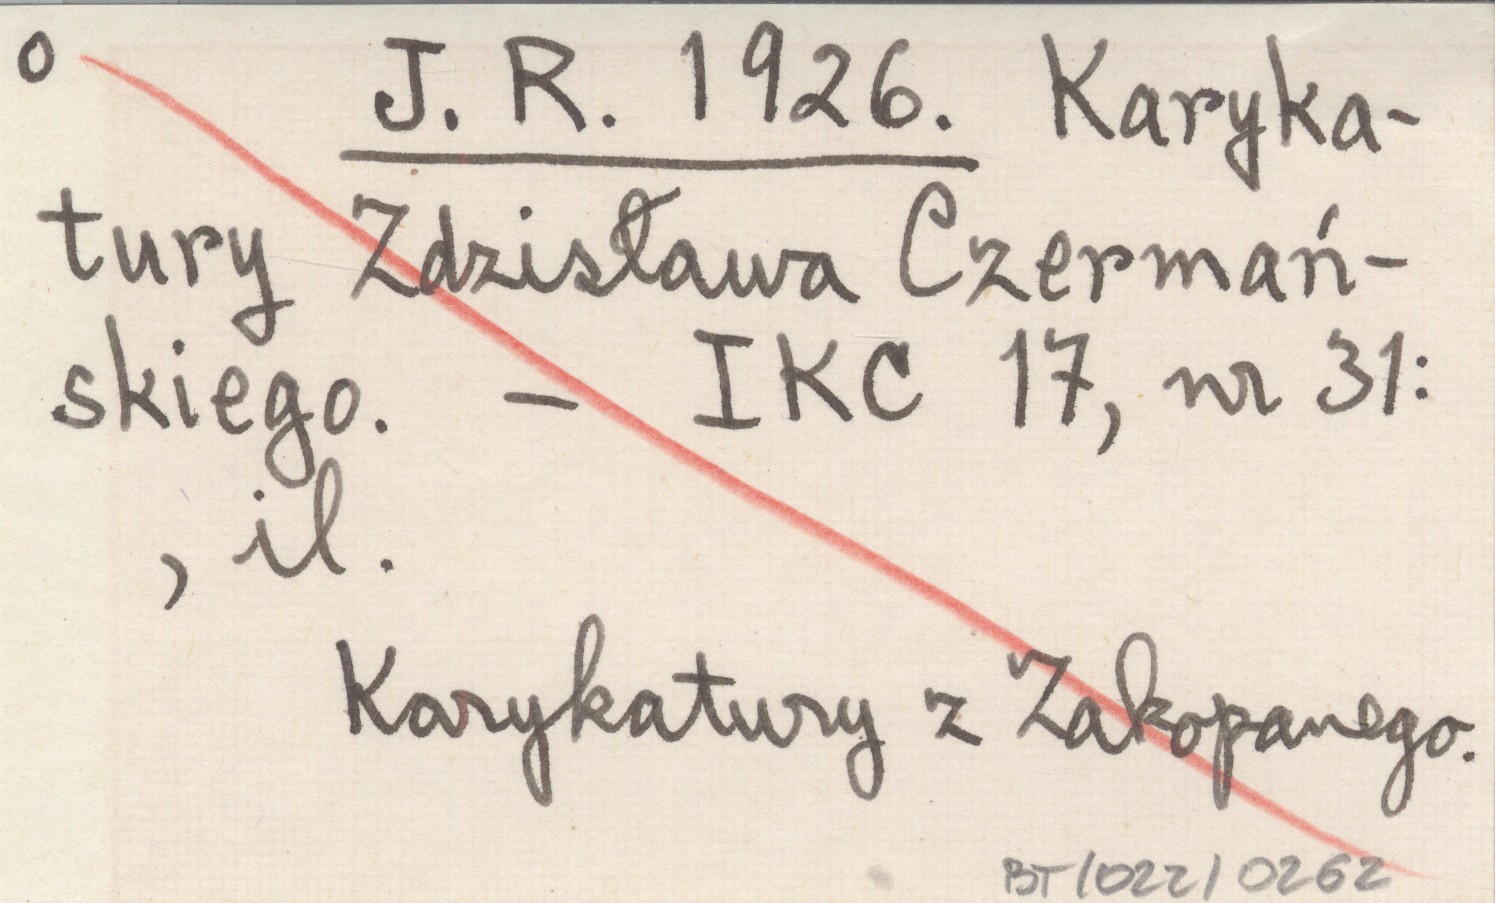 o J. R. 1926. Karyka-
tury Zdzisława Czermań-
skiego. – IKC 17, nr 31:
, il.
Karykatury z Zakopanego.
BT/022/0262